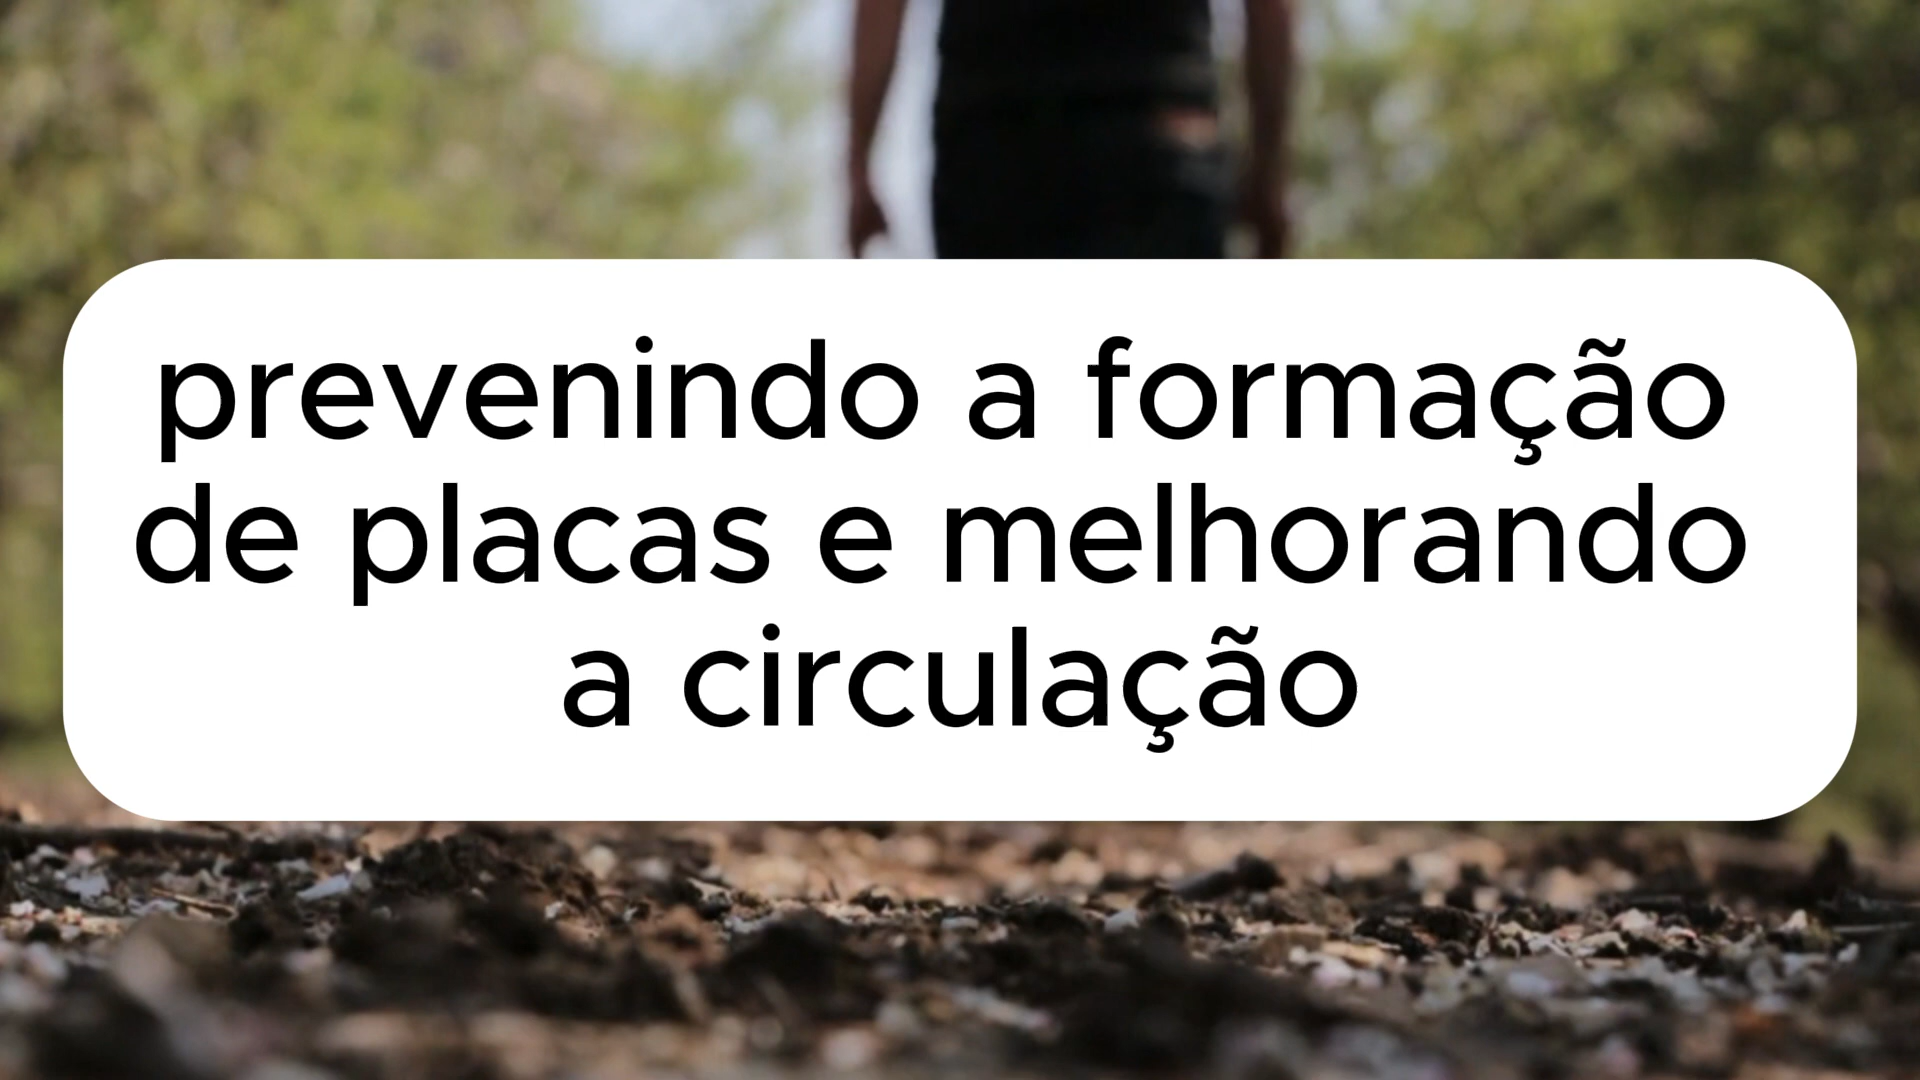 prevenindo a formação
de placas e melhorando
a circulação